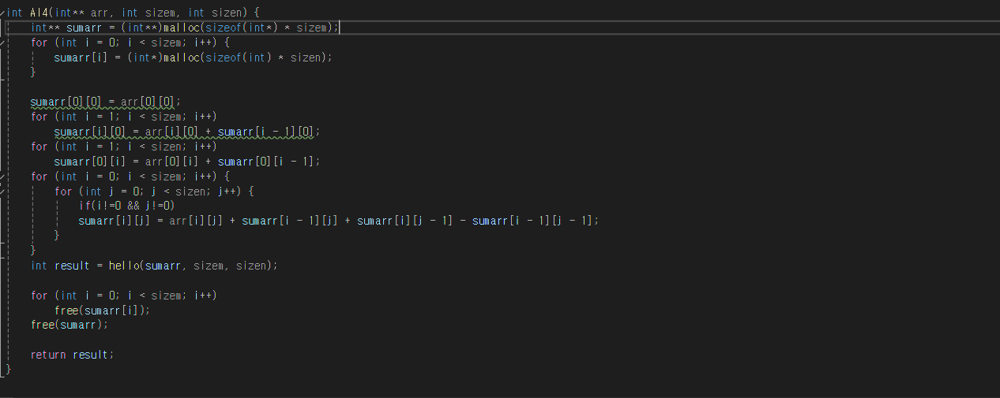 int Al4(int** arr, int sizem, int sizen) {
int** sumarr = (int**)malloc(sizeof(int*) * sizem);
for (int i = 0; i < sizem; i++) {
sumarr[i] = (int*)malloc(sizeof(int) * sizen);
}
sumarr[0][0] = arr[0][0];
for (int i = 1; i < sizem; i++)
sumarr[i][0] = arr[i][0] + sumarr[i - 1][0];
for (int i = 1; i < sizen; i++)
sumarr[0][i] = arr[0][i] + sumarr[0][i - 1];
for (int i = 0; i < sizem; i++) {
for (int j = 0; j < sizen; j++) {
if(i!=0 && j!=0)
sumarr[i][j] = arr[i][j] + sumarr[i - 1][j] + sumarr[i][j - 1] - sumarr[i - 1][j - 1];
}
}
int result = hello(sumarr, sizem, sizen);
for (int i = 0; i < sizem; i++)
free(sumarr[i]);
free(sumarr);
return result;
}